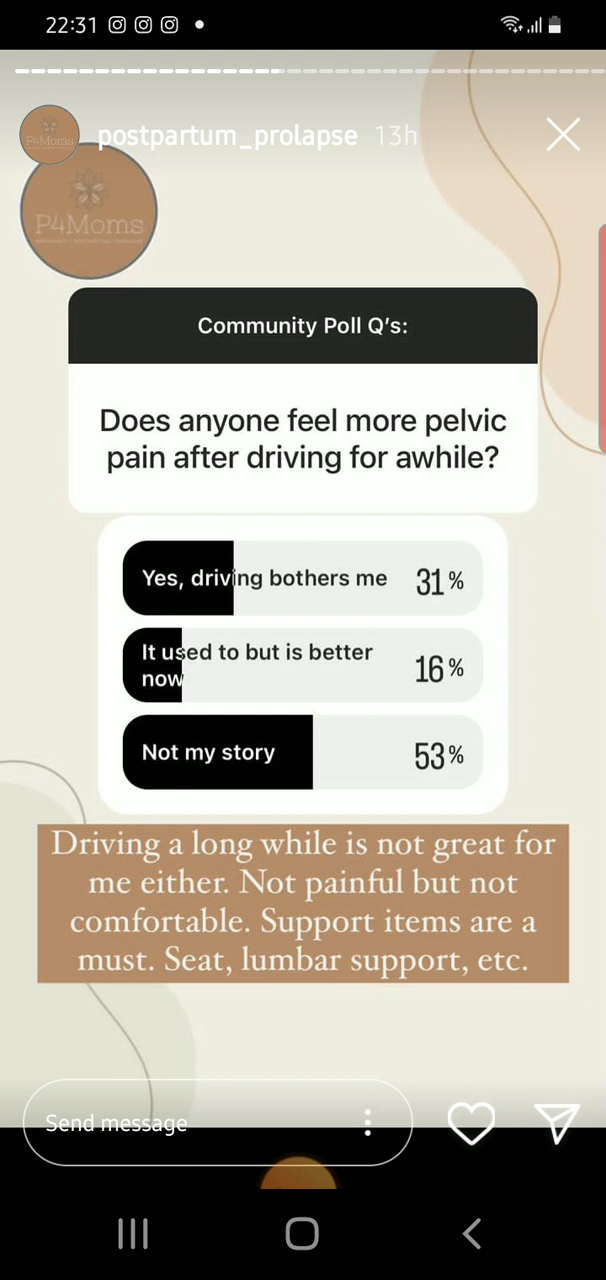 22:31
P4Moms
postpartum_prolapse 13h
P4Moms
Community Poll Q's:
Does anyone feel more pelvic
pain after driving for awhile?
Yes, driving bothers me 31%
It used to but is better
now 16%
Not my story 53%
Driving a long while is not great for
me either. Not painful but not
comfortable. Support items are a
must. Seat, lumbar support, etc.
Send message